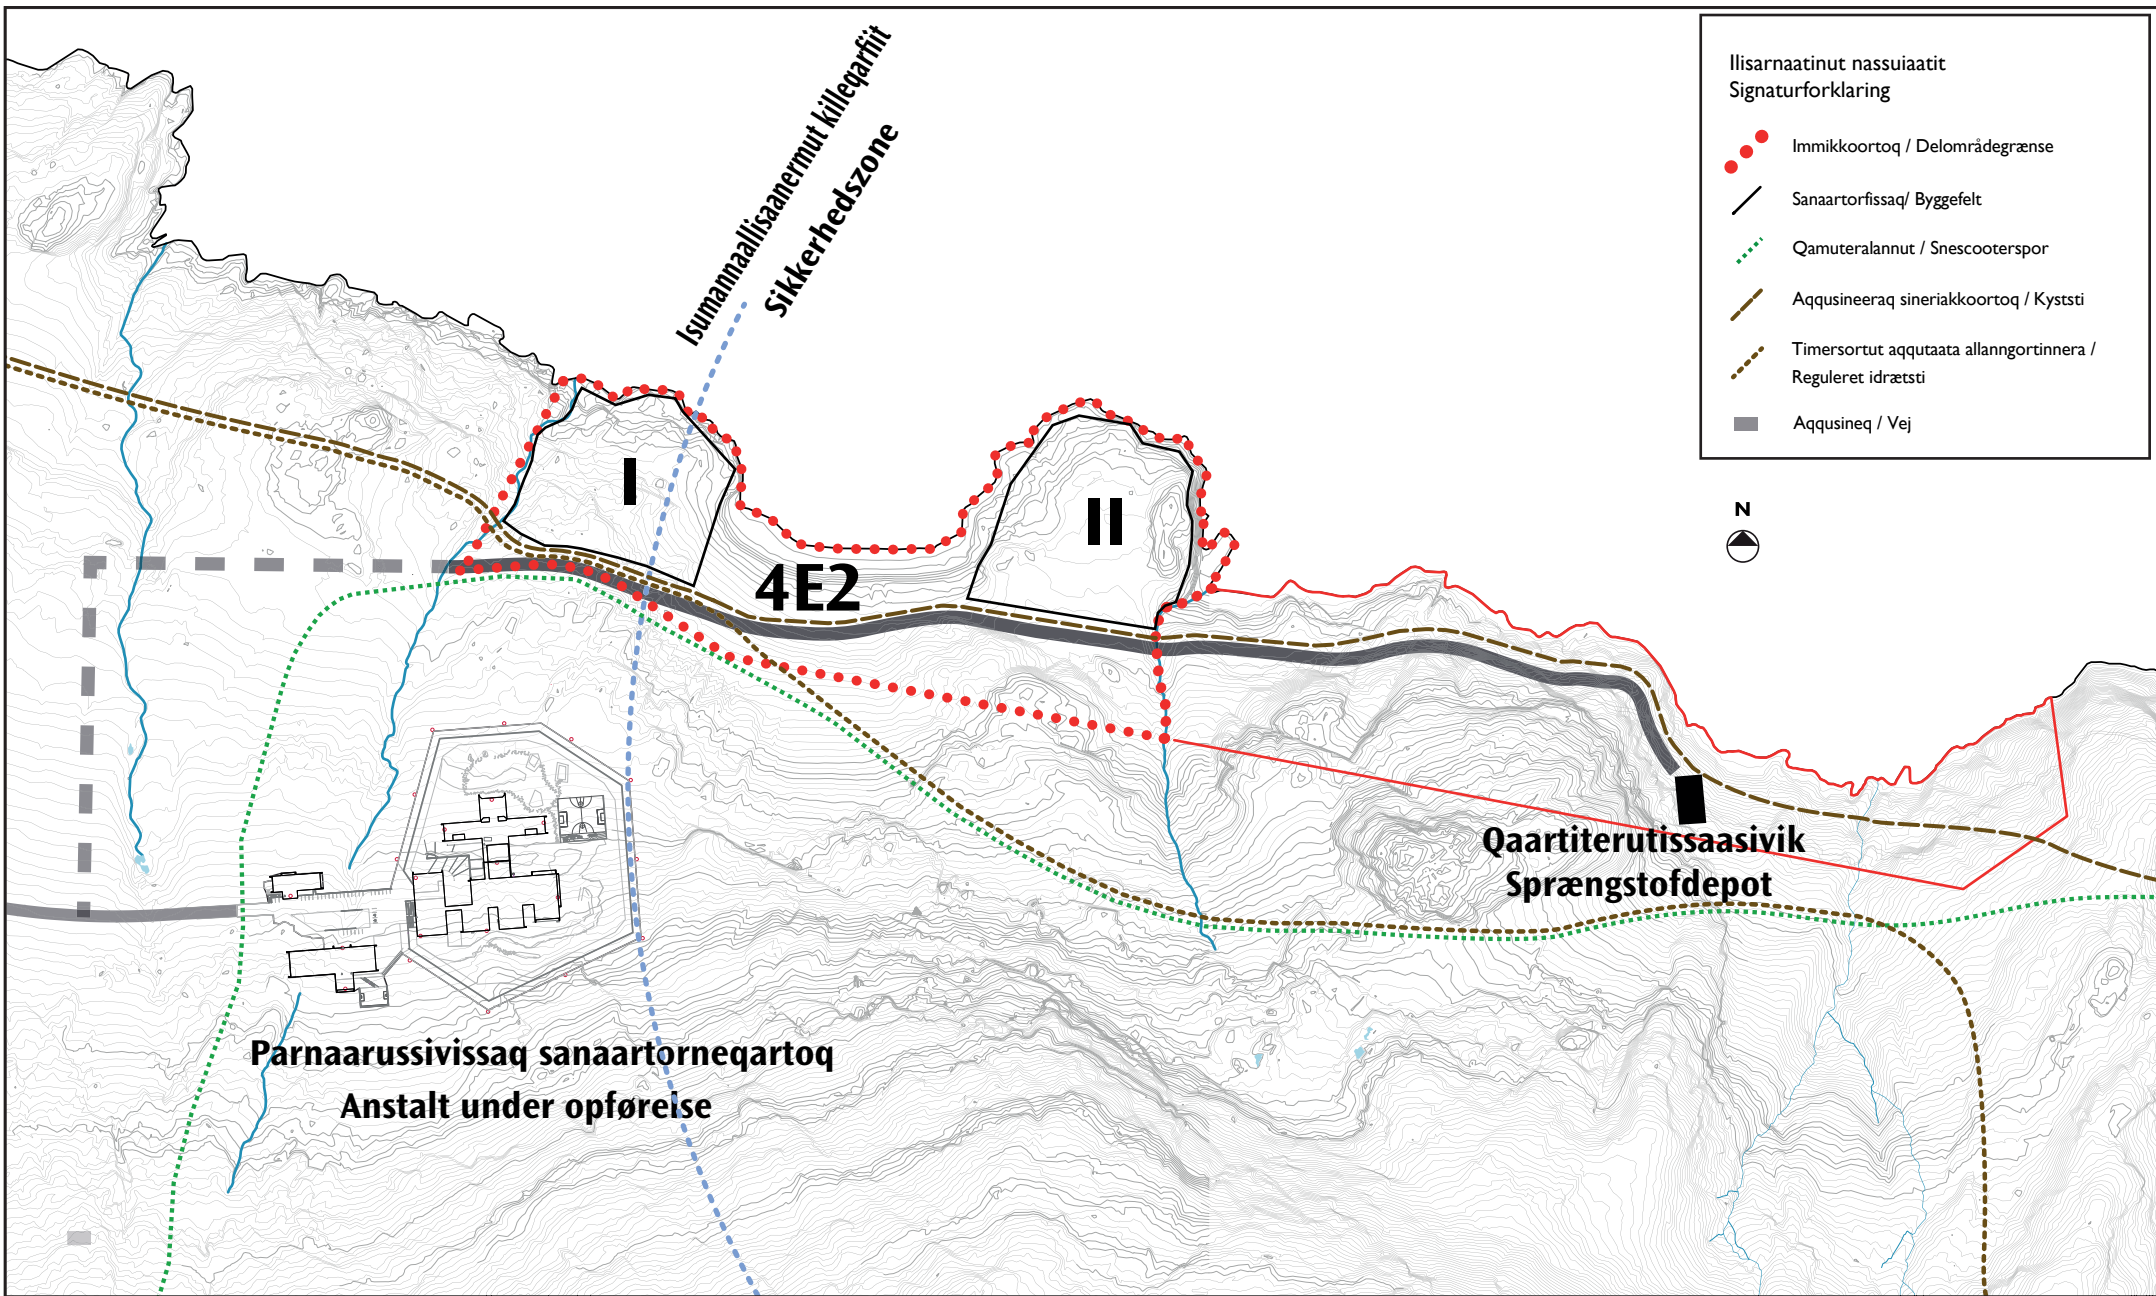 Ilisarnaatinut nassuiaatit
Signaturforklaring
Immikkoortoq / Delområdegrænse
Sanaartorfissaq/ Byggefelt
Qamuteralannut / Snescooterspor
Aqqusineeraq sineriakkoortoq / Kyststi
Timersortut aqqutaata allanngortinnera /
Reguleret idrætsti
Aqqusineq / Vej
N
Isumannaallisaanermut killeqarfiit
Sikkerhedszone
I
II
4E2
Qaartiterutissaasivik
Sprængstofdepot
Parnaarussivissaq sanaartorneqartoq
Anstalt under opførelse